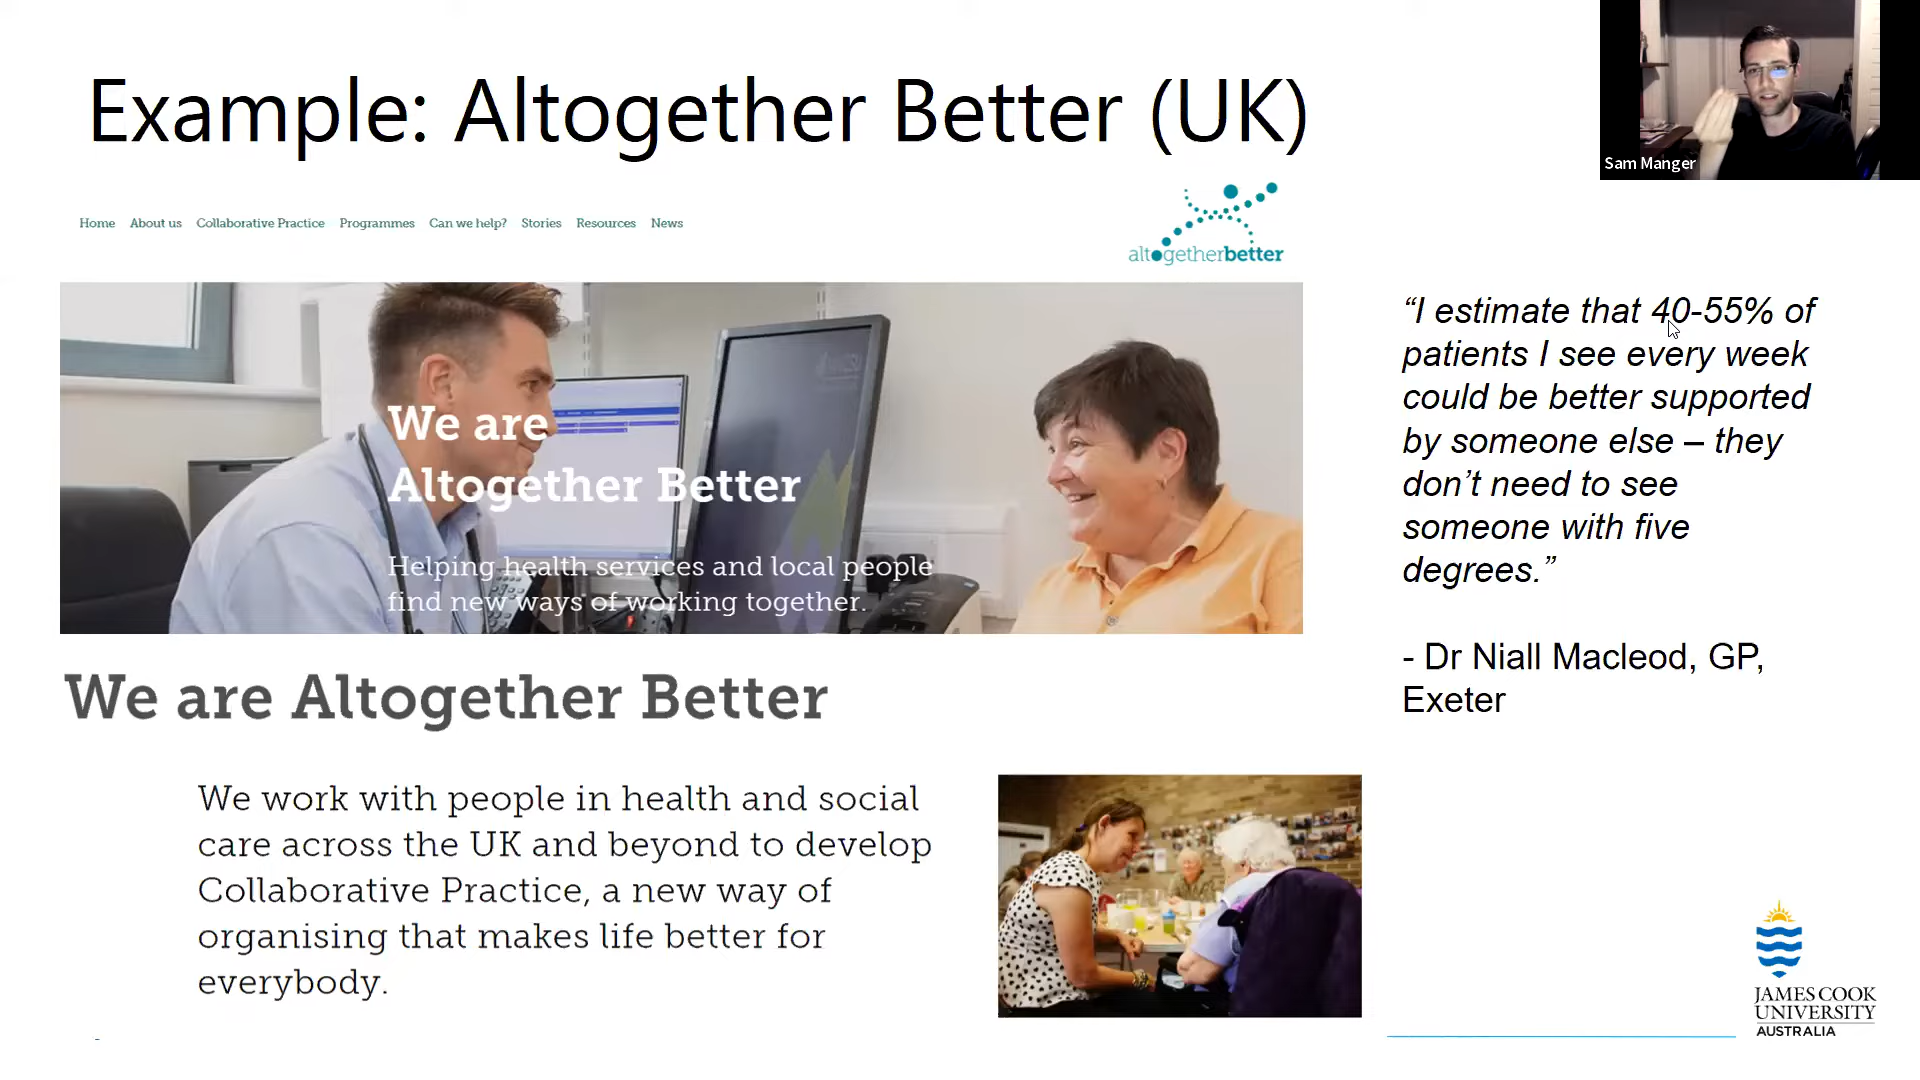 Example: Altogether Better (UK)
Sam Manger
Home About us Collaborative Practice Programmes Can we help? Stories Resources News
altogetherbetter
We are
Altogether Better
Helping health services and local people
find new ways of working together.
“I estimate that 40-55% of
patients I see every week
could be better supported
by someone else – they
don’t need to see
someone with five
degrees.”
- Dr Niall Macleod, GP,
Exeter
We are Altogether Better
We work with people in health and social
care across the UK and beyond to develop
Collaborative Practice, a new way of
organising that makes life better for
everybody.
JAMES COOK
UNIVERSITY
AUSTRALIA